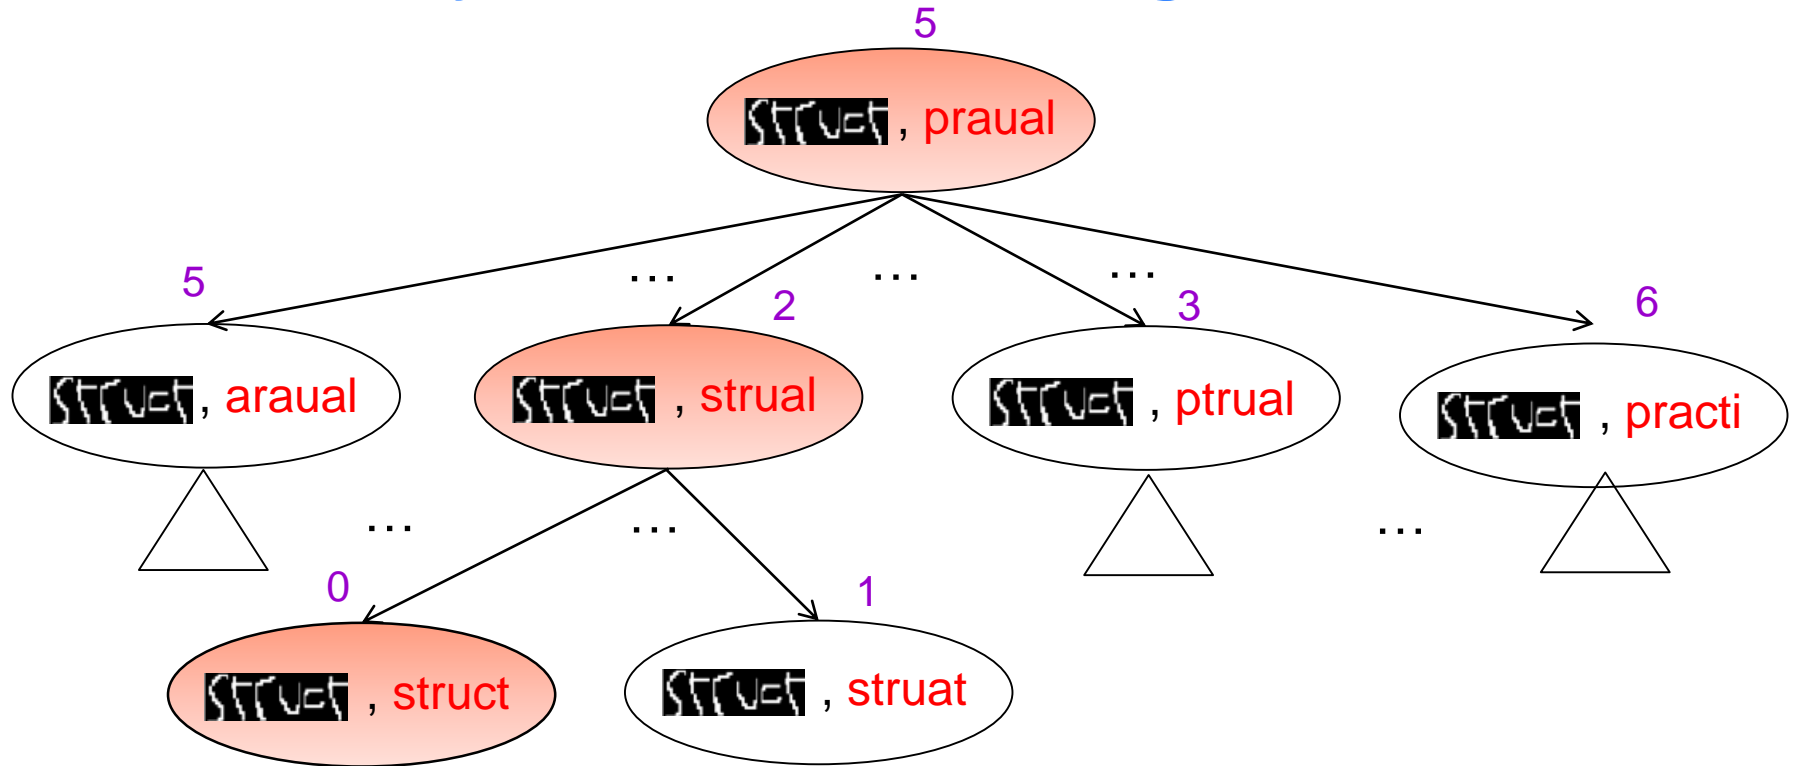 5
struct , praual
... ... ...
5 2 3 6
struct , araual
struct , strual
struct , ptrual
struct , practi
... ... ...
0 1
struct , struct
struct , struat